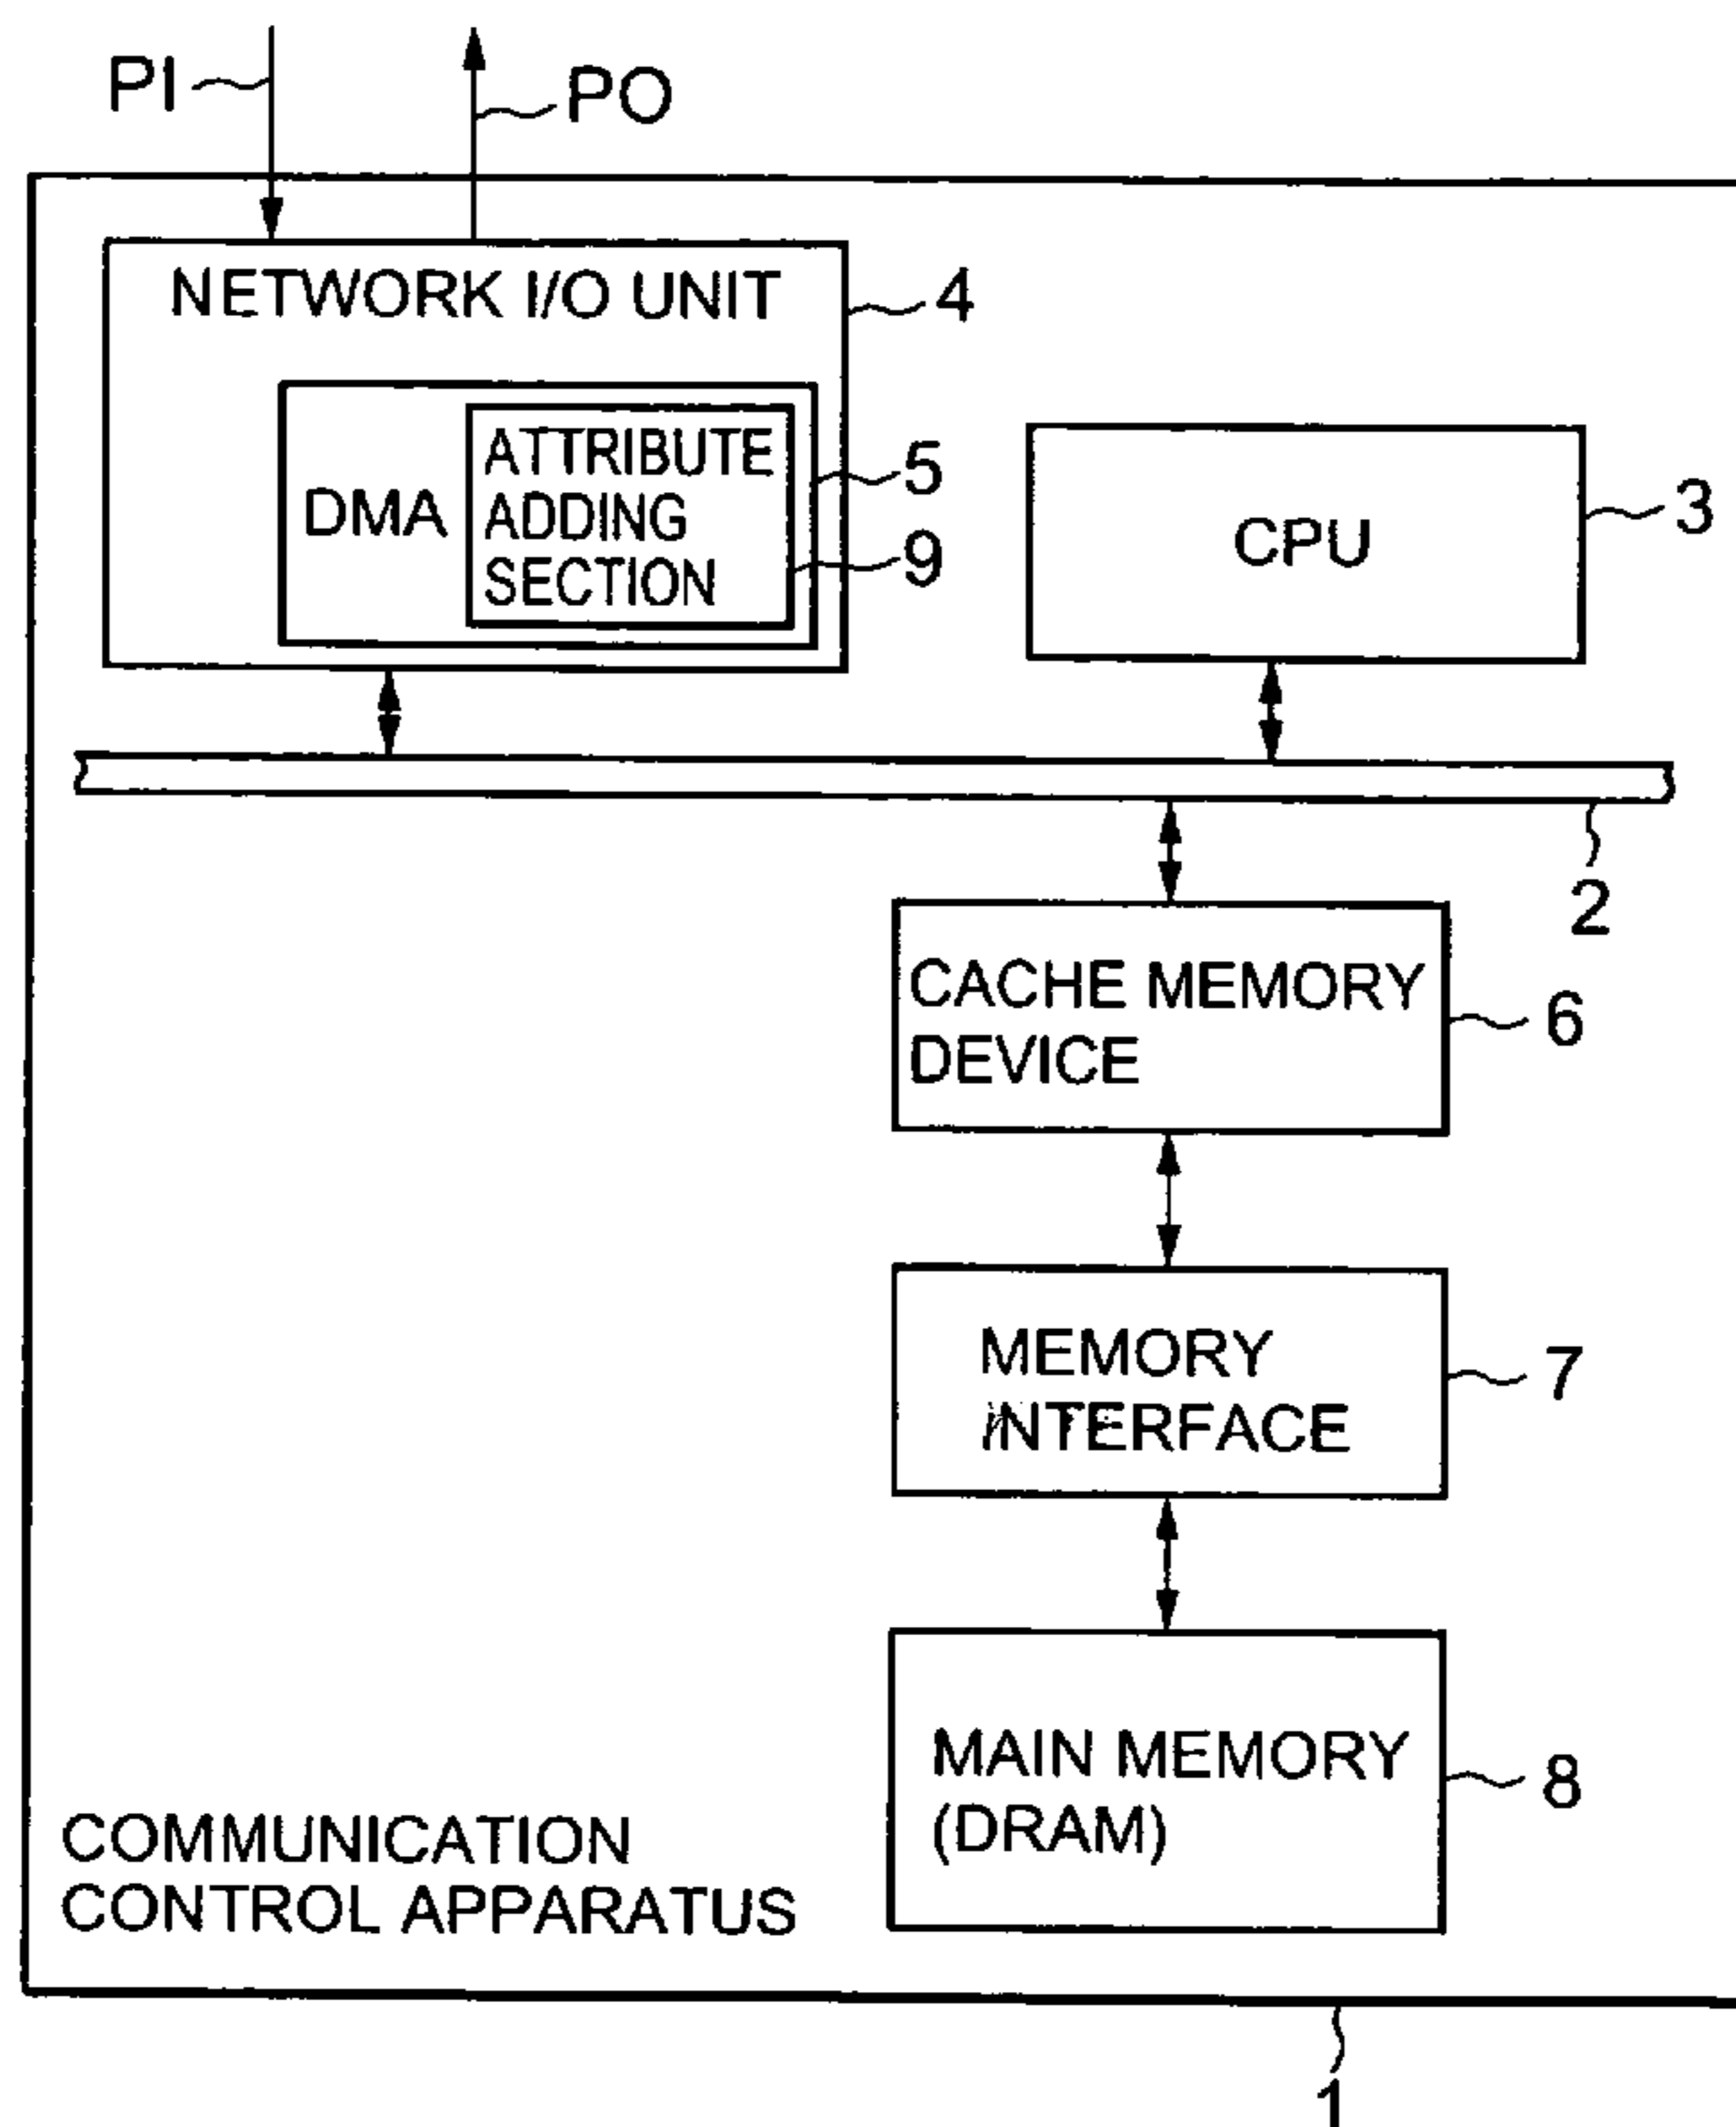 PI
PO
NETWORK I/O UNIT
4
DMA
ATTRIBUTE
ADDING
SECTION
5
9
CPU
3
2
CACHE MEMORY
DEVICE
6
MEMORY
INTERFACE
7
MAIN MEMORY
(DRAM)
8
COMMUNICATION
CONTROL APPARATUS
1